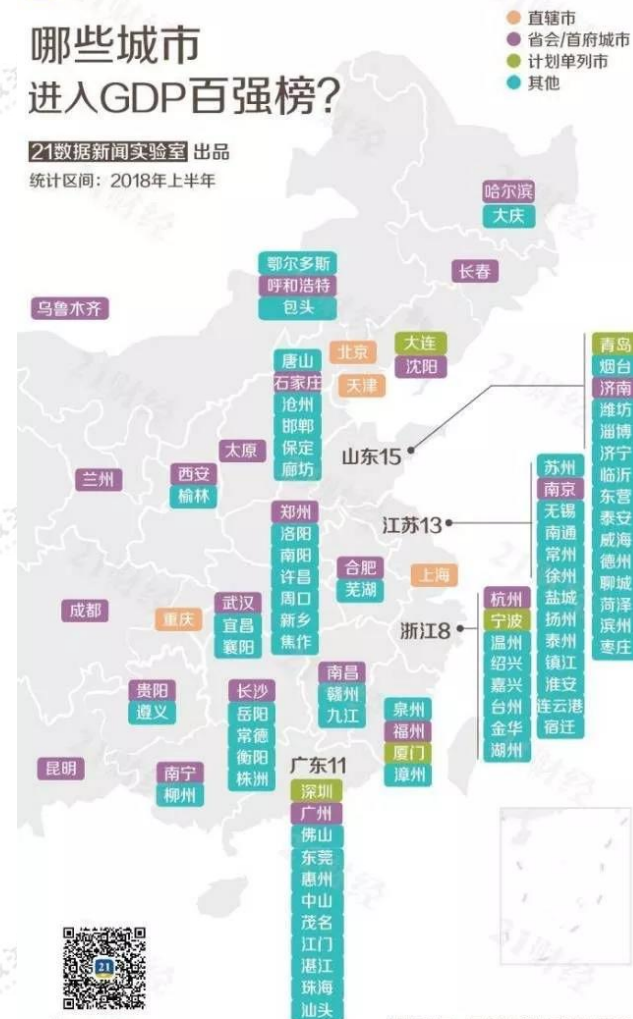 哪些城市
进入GDP百强榜?
21数据新闻实验室 出品
统计区间：2018年上半年
直辖市
省会/首府城市
计划单列市
其他
哈尔滨
大庆
长春
鄂尔多斯
呼和浩特
包头
乌鲁木齐
大连
沈阳
北京
天津
唐山
石家庄
沧州
邯郸
保定
廊坊
太原
兰州
西安
榆林
山东15
青岛
烟台
济南
潍坊
淄博
济宁
临沂
东营
泰安
威海
德州
聊城
菏泽
滨州
枣庄
江苏13
苏州
南京
无锡
南通
常州
徐州
盐城
扬州
泰州
镇江
淮安
连云港
宿迁
郑州
洛阳
南阳
许昌
周口
新乡
焦作
合肥
芜湖
上海
浙江8
杭州
宁波
温州
绍兴
嘉兴
台州
金华
湖州
成都
重庆
武汉
宜昌
襄阳
贵阳
遵义
长沙
岳阳
常德
衡阳
株洲
南昌
赣州
九江
泉州
福州
厦门
漳州
昆明
南宁
柳州
广东11
深圳
广州
佛山
东莞
惠州
中山
茂名
江门
湛江
珠海
汕头
21
21财经